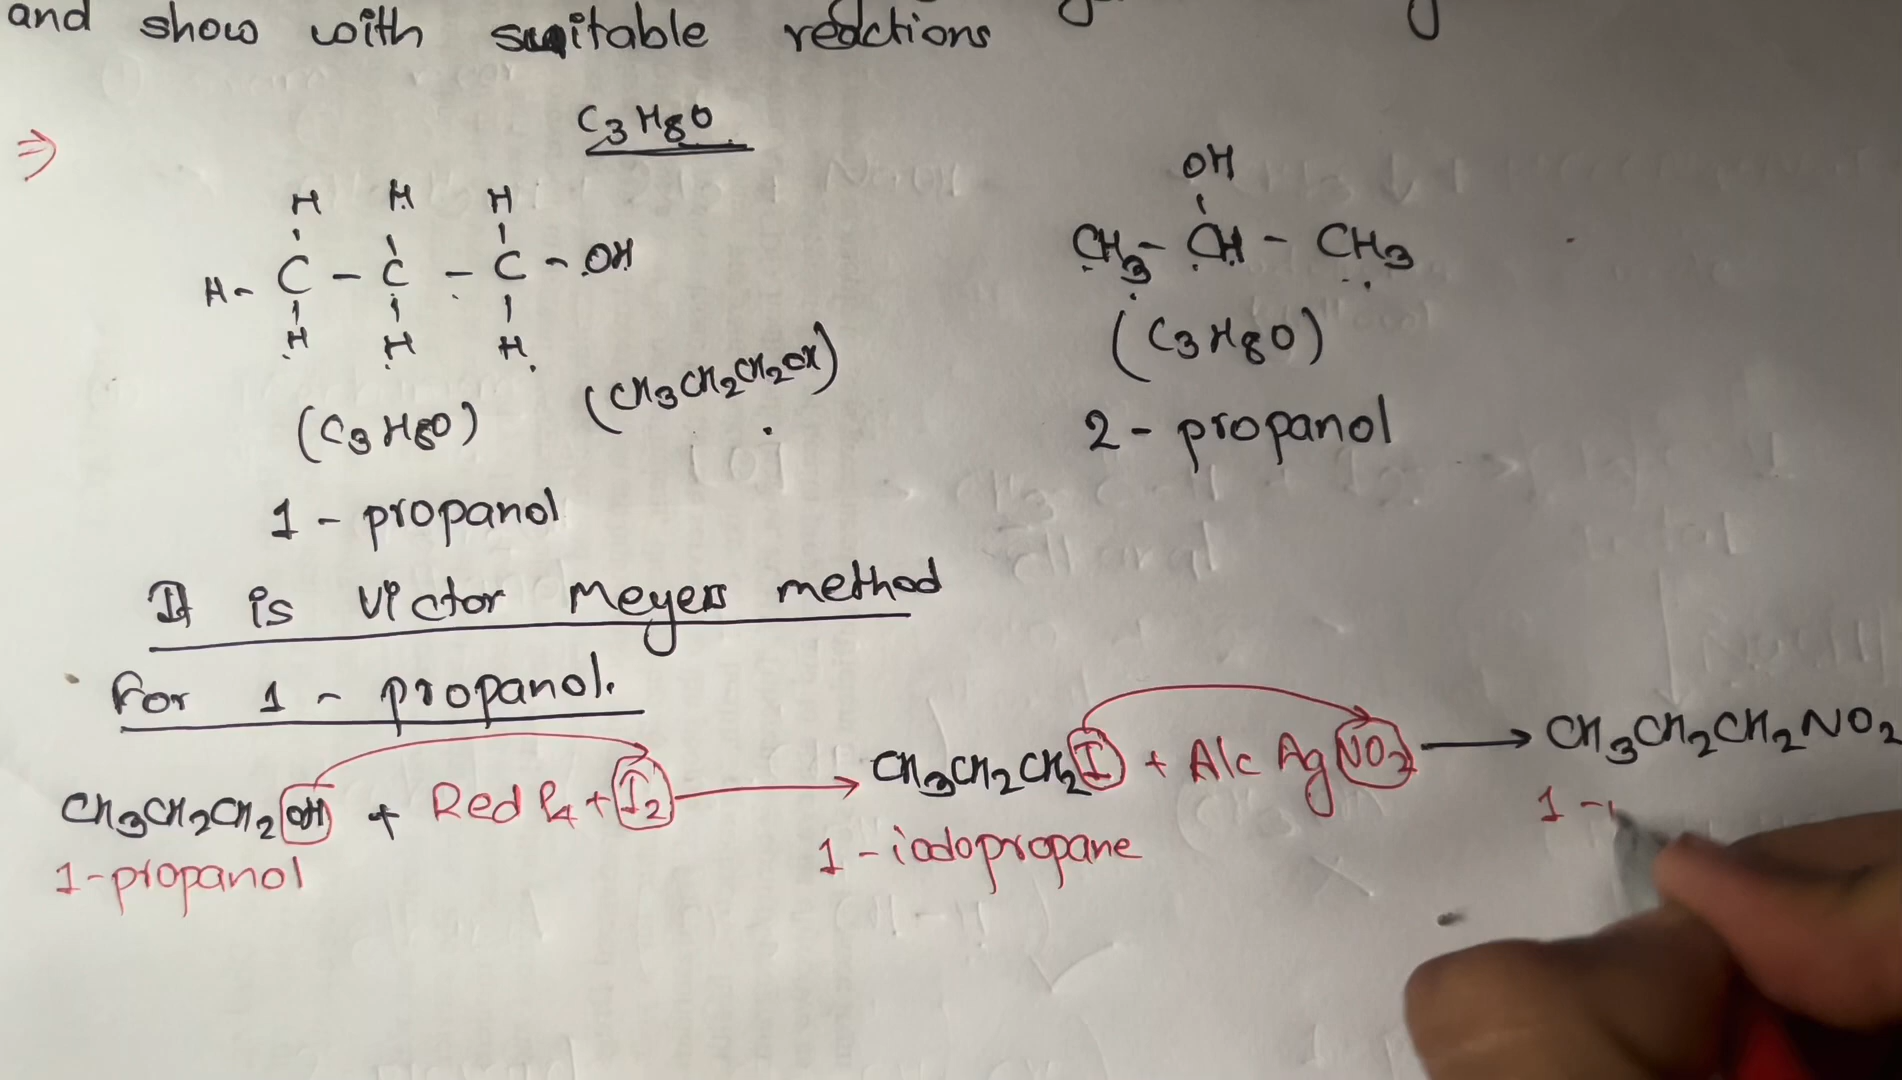 and show with suitable reactions
⇒
C3H8O
H H H
H - C - C - C - OH
H H H
(C3H8O) (CH3CH2CH2OH)
1 - propanol
OH
CH3 - CH - CH3
(C3H8O)
2 - propanol
It is Victor Meyers method
For 1 - propanol.
CH3CH2CH2OH + Red P4 + I2 → CH3CH2CH2I + Alc AgNO2 → CH3CH2CH2NO2
1-propanol 1 - iodopropane 1 -